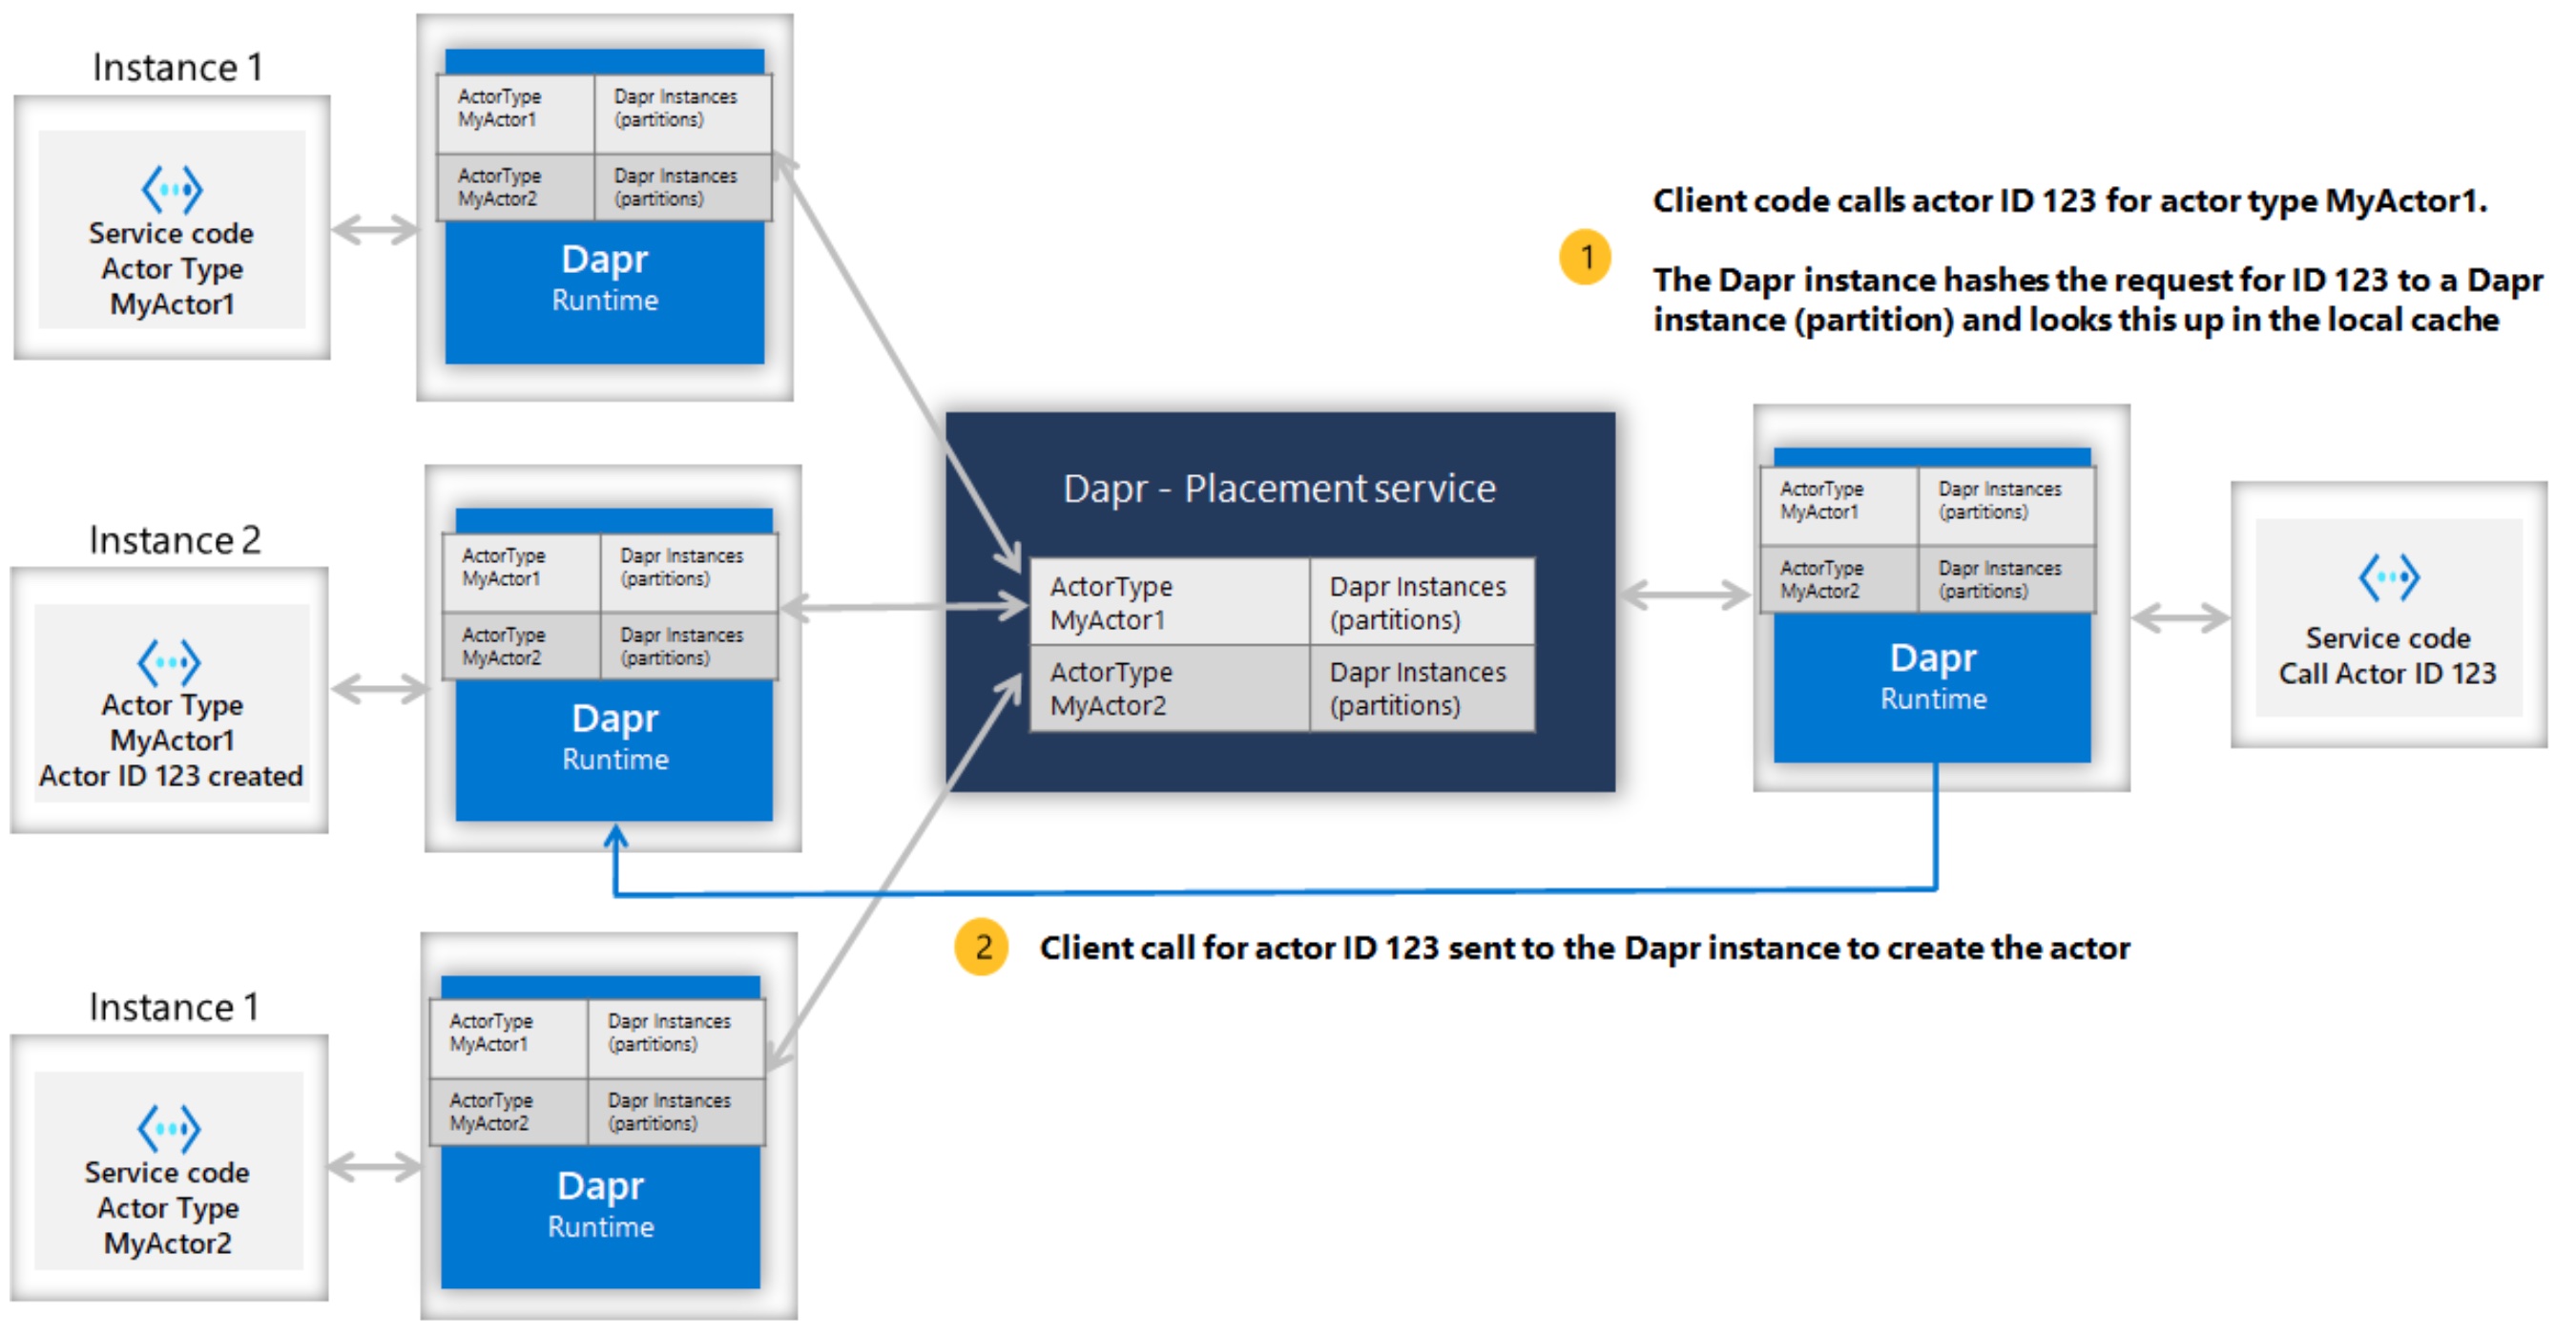 Instance 1
Service code
Actor Type
MyActor1
ActorType
MyActor1
Dapr Instances
(partitions)
ActorType
MyActor2
Dapr Instances
(partitions)
Dapr
Runtime
Instance 2
Actor Type
MyActor1
Actor ID 123 created
ActorType
MyActor1
Dapr Instances
(partitions)
ActorType
MyActor2
Dapr Instances
(partitions)
Dapr
Runtime
Instance 1
Service code
Actor Type
MyActor2
ActorType
MyActor1
Dapr Instances
(partitions)
ActorType
MyActor2
Dapr Instances
(partitions)
Dapr
Runtime
Dapr - Placement service
ActorType
MyActor1
Dapr Instances
(partitions)
ActorType
MyActor2
Dapr Instances
(partitions)
1
Client code calls actor ID 123 for actor type MyActor1.
The Dapr instance hashes the request for ID 123 to a Dapr
instance (partition) and looks this up in the local cache
ActorType
MyActor1
Dapr Instances
(partitions)
ActorType
MyActor2
Dapr Instances
(partitions)
Dapr
Runtime
Service code
Call Actor ID 123
2
Client call for actor ID 123 sent to the Dapr instance to create the actor